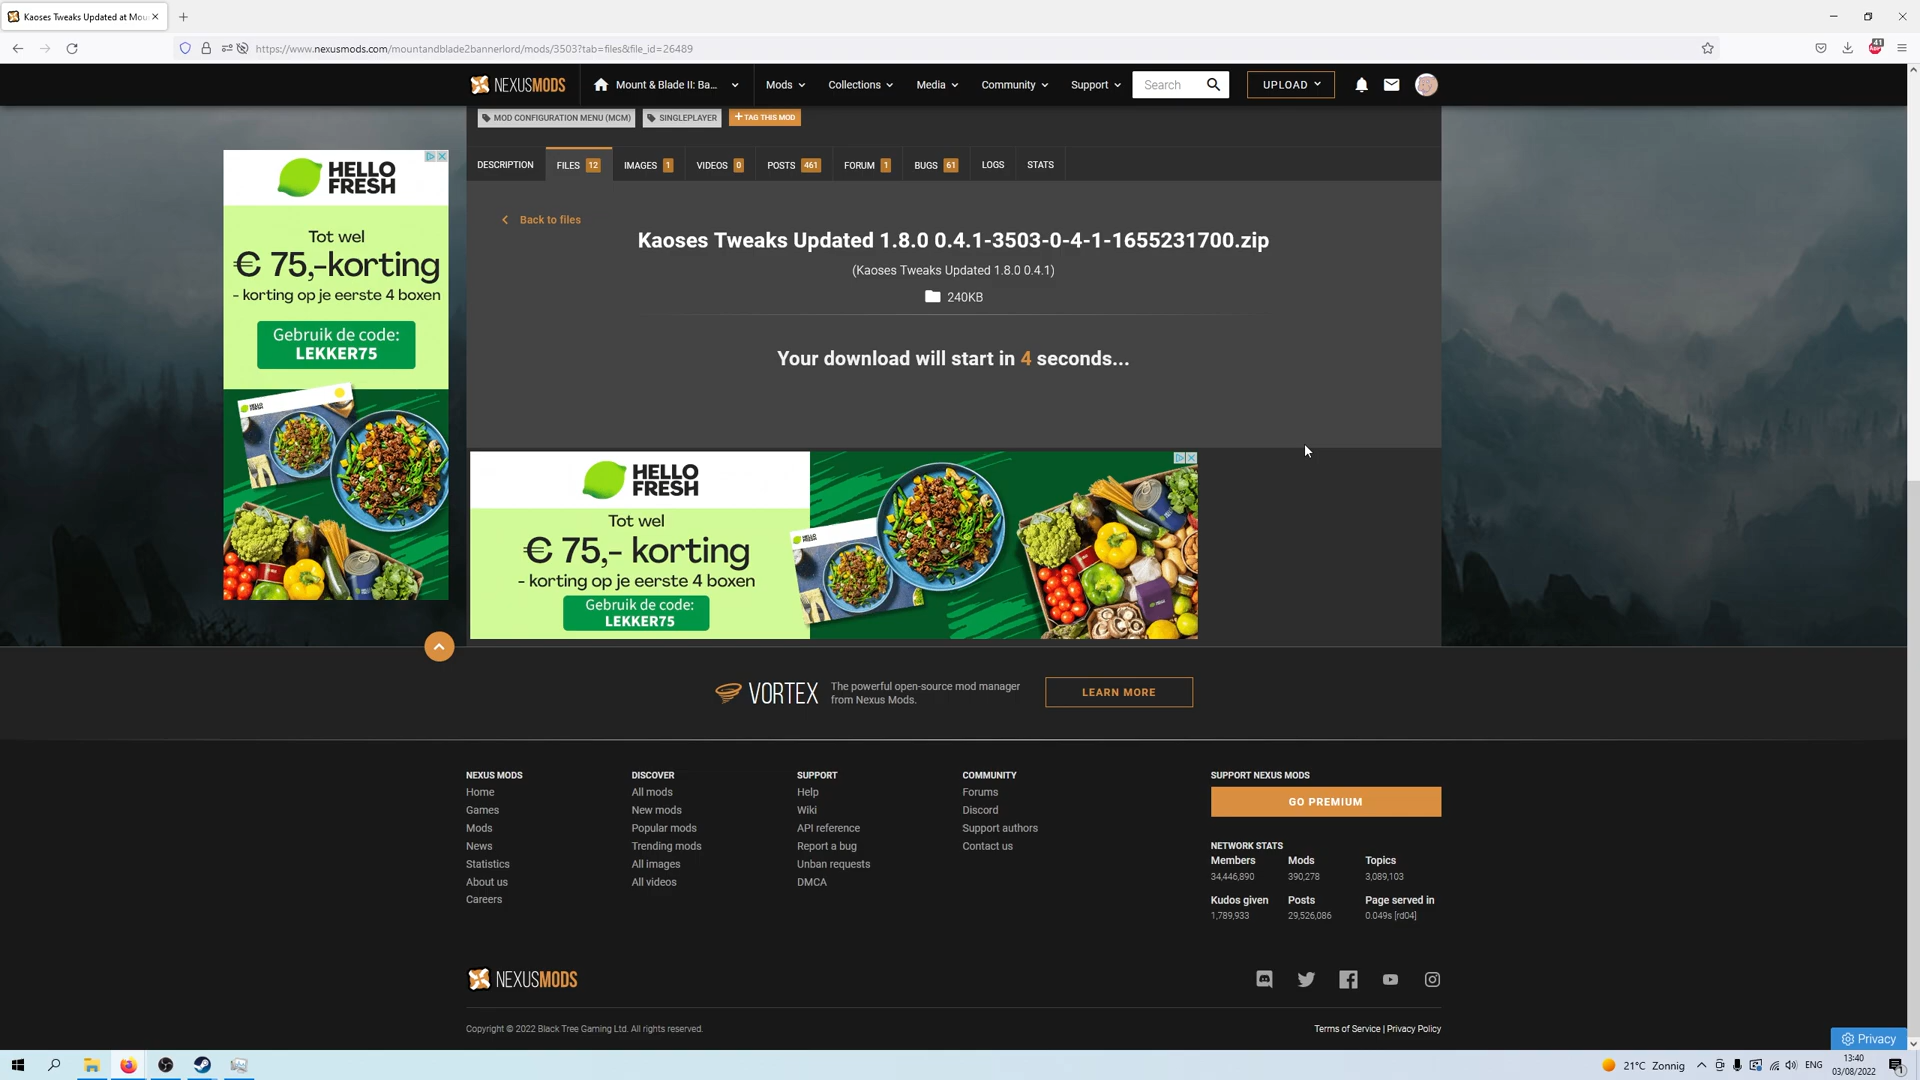 Kaoses Tweaks Updated at Mou
https://www.nexusmods.com/mountandblade2bannerlord/mods/3503?tab=files&file_id=26489
41
NEXUSMODS
Mount & Blade II: Ba...
Mods
Collections
Media
Community
Support
Search
UPLOAD
MOD CONFIGURATION MENU (MCM)
SINGLEPLAYER
+ TAG THIS MOD
DESCRIPTION
FILES 12
IMAGES 1
VIDEOS 0
POSTS 461
FORUM 1
BUGS 61
LOGS
STATS
Back to files
Kaoses Tweaks Updated 1.8.0 0.4.1-3503-0-4-1-1655231700.zip
(Kaoses Tweaks Updated 1.8.0 0.4.1)
240KB
Your download will start in 4 seconds...
HELLO
FRESH
Tot wel
€ 75,-korting
- korting op je eerste 4 boxen
Gebruik de code:
LEKKER75
HELLO
FRESH
Tot wel
€ 75,- korting
- korting op je eerste 4 boxen
Gebruik de code:
LEKKER75
VORTEX
The powerful open-source mod manager
from Nexus Mods.
LEARN MORE
NEXUS MODS
Home
Games
Mods
News
Statistics
About us
Careers
DISCOVER
All mods
New mods
Popular mods
Trending mods
All images
All videos
SUPPORT
Help
Wiki
API reference
Report a bug
Unban requests
DMCA
COMMUNITY
Forums
Discord
Support authors
Contact us
SUPPORT NEXUS MODS
GO PREMIUM
NETWORK STATS
Members
34,446,890
Mods
390,278
Topics
3,089,103
Kudos given
1,789,933
Posts
29,526,086
Page served in
0.049s [rd04]
NEXUSMODS
Copyright © 2022 Black Tree Gaming Ltd. All rights reserved.
Terms of Service | Privacy Policy
Privacy
21°C Zonnig
ENG
13:40
03/08/2022